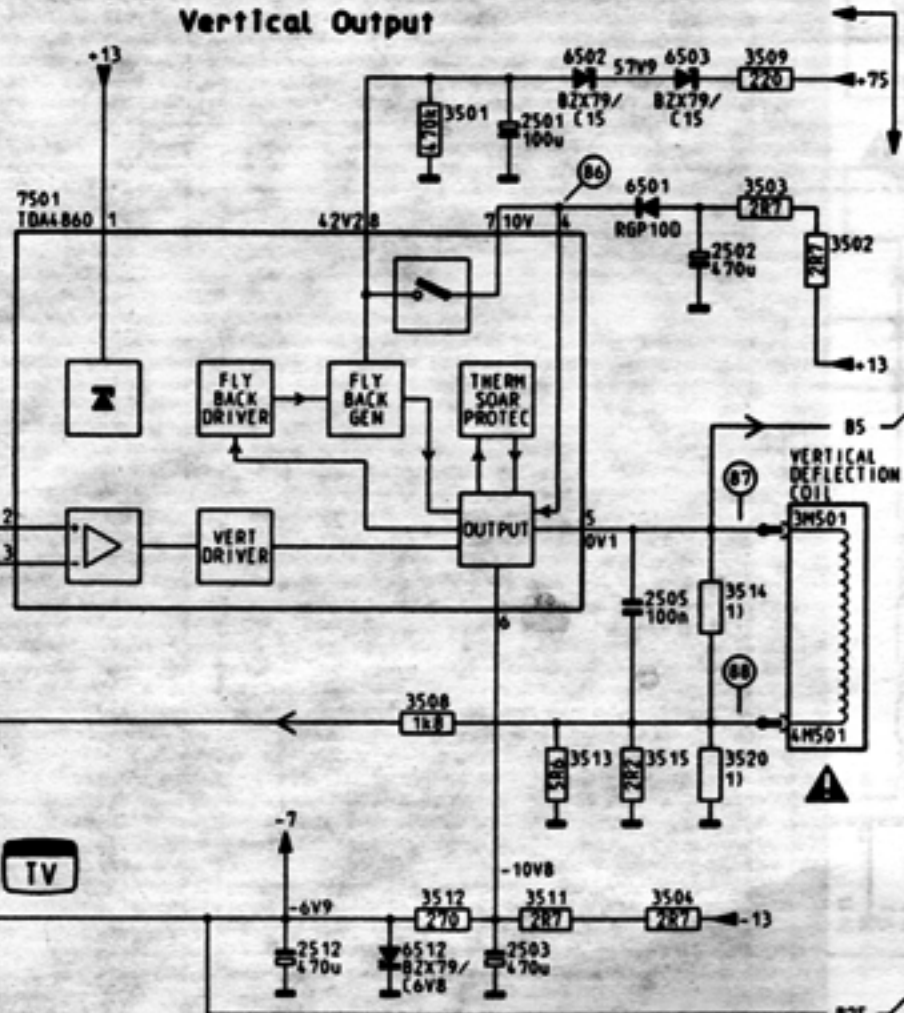 Vertical Output
+13
6502
57V9
6503
3509
220
+75
BZX79/
C15
BZX79/
C15
3501
470k
2501
100u
86
7501
TDA4860
1
42V2
8
7
10V
4
6501
RGP10D
3503
2R7
3502
2R7
2502
470u
+13
FLY
BACK
DRIVER
FLY
BACK
GEN
THERM
SOAR
PROTEC
B5
VERTICAL
DEFLECTION
COIL
87
2
3
VERT
DRIVER
OUTPUT
5
0V1
3M501
2505
100n
3514
1)
6
88
3508
1k8
4M501
5R6
3513
2R2
3515
3520
1)
-7
TV
-10V8
-6V9
3512
270
3511
2R7
3504
2R7
-13
2512
470u
6512
BZX79/
C6V8
2503
470u